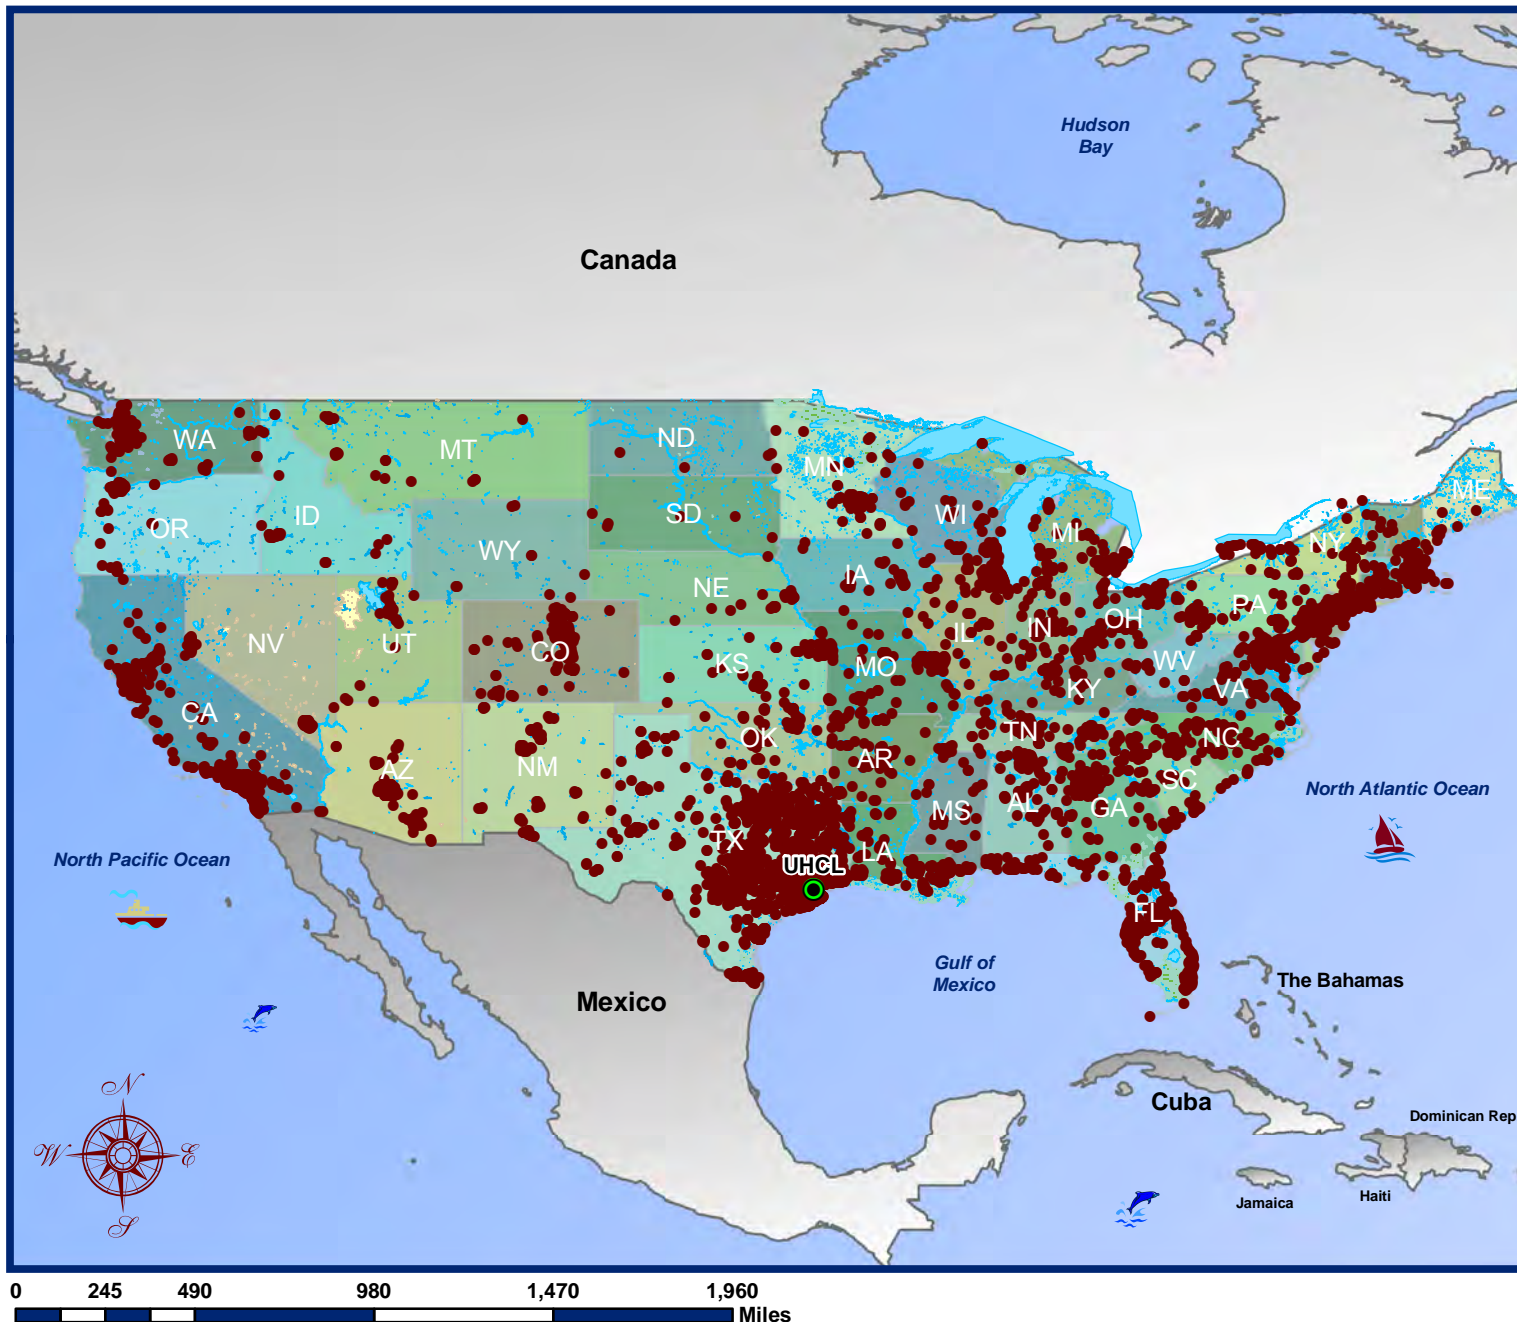 Hudson
Bay
Canada
WA
MT
ND
MN
ME
OR
ID
SD
WI
MI
NY
WY
IA
NE
PA
OH
NV
UT
CO
IL
IN
KS
MO
WV
KY
VA
CA
TN
NC
OK
AZ
NM
AR
SC
MS
AL
GA
North Atlantic Ocean
TX
LA
North Pacific Ocean
UHCL
FL
Gulf of
Mexico
The Bahamas
Mexico
N
Cuba
Dominican Rep
W
E
Jamaica
Haiti
S
0 245 490 980 1,470 1,960
Miles